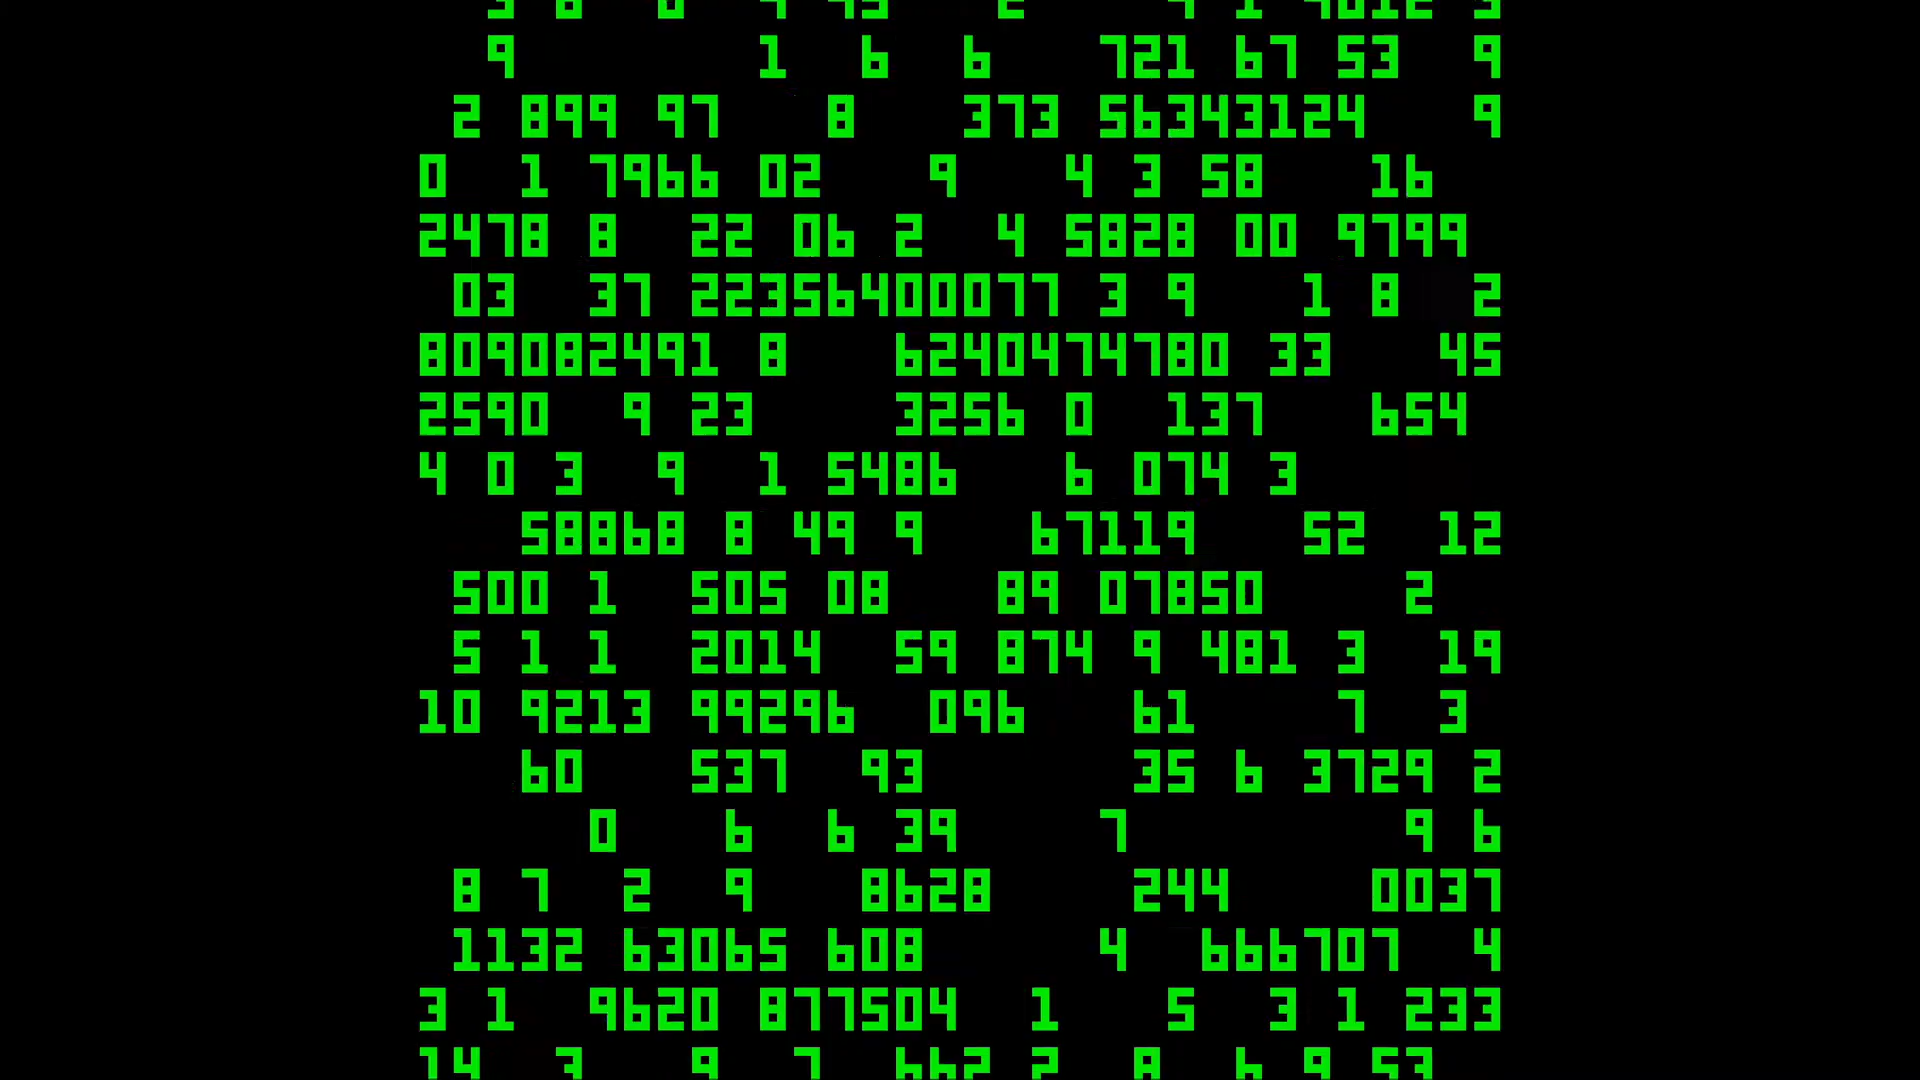 9 1 6 6 721 67 53 9
2 899 97 8 373 56343124 9
0 1 7966 02 9 4 3 58 16
2478 8 22 06 2 4 5828 00 9799
03 37 22356400077 3 9 1 8 2
809082491 8 6240474780 33 45
2590 9 23 3256 0 137 654
4 0 3 9 1 5486 6 074 3
58868 8 49 9 67119 52 12
500 1 505 08 89 07850 2
5 1 1 2014 59 874 9 481 3 19
10 9213 99296 096 61 7 3
60 537 93 35 6 3729 2
0 6 6 39 7 9 6
8 7 2 9 8628 244 0037
1132 63065 608 4 666707 4
3 1 9620 877504 1 5 3 1 233